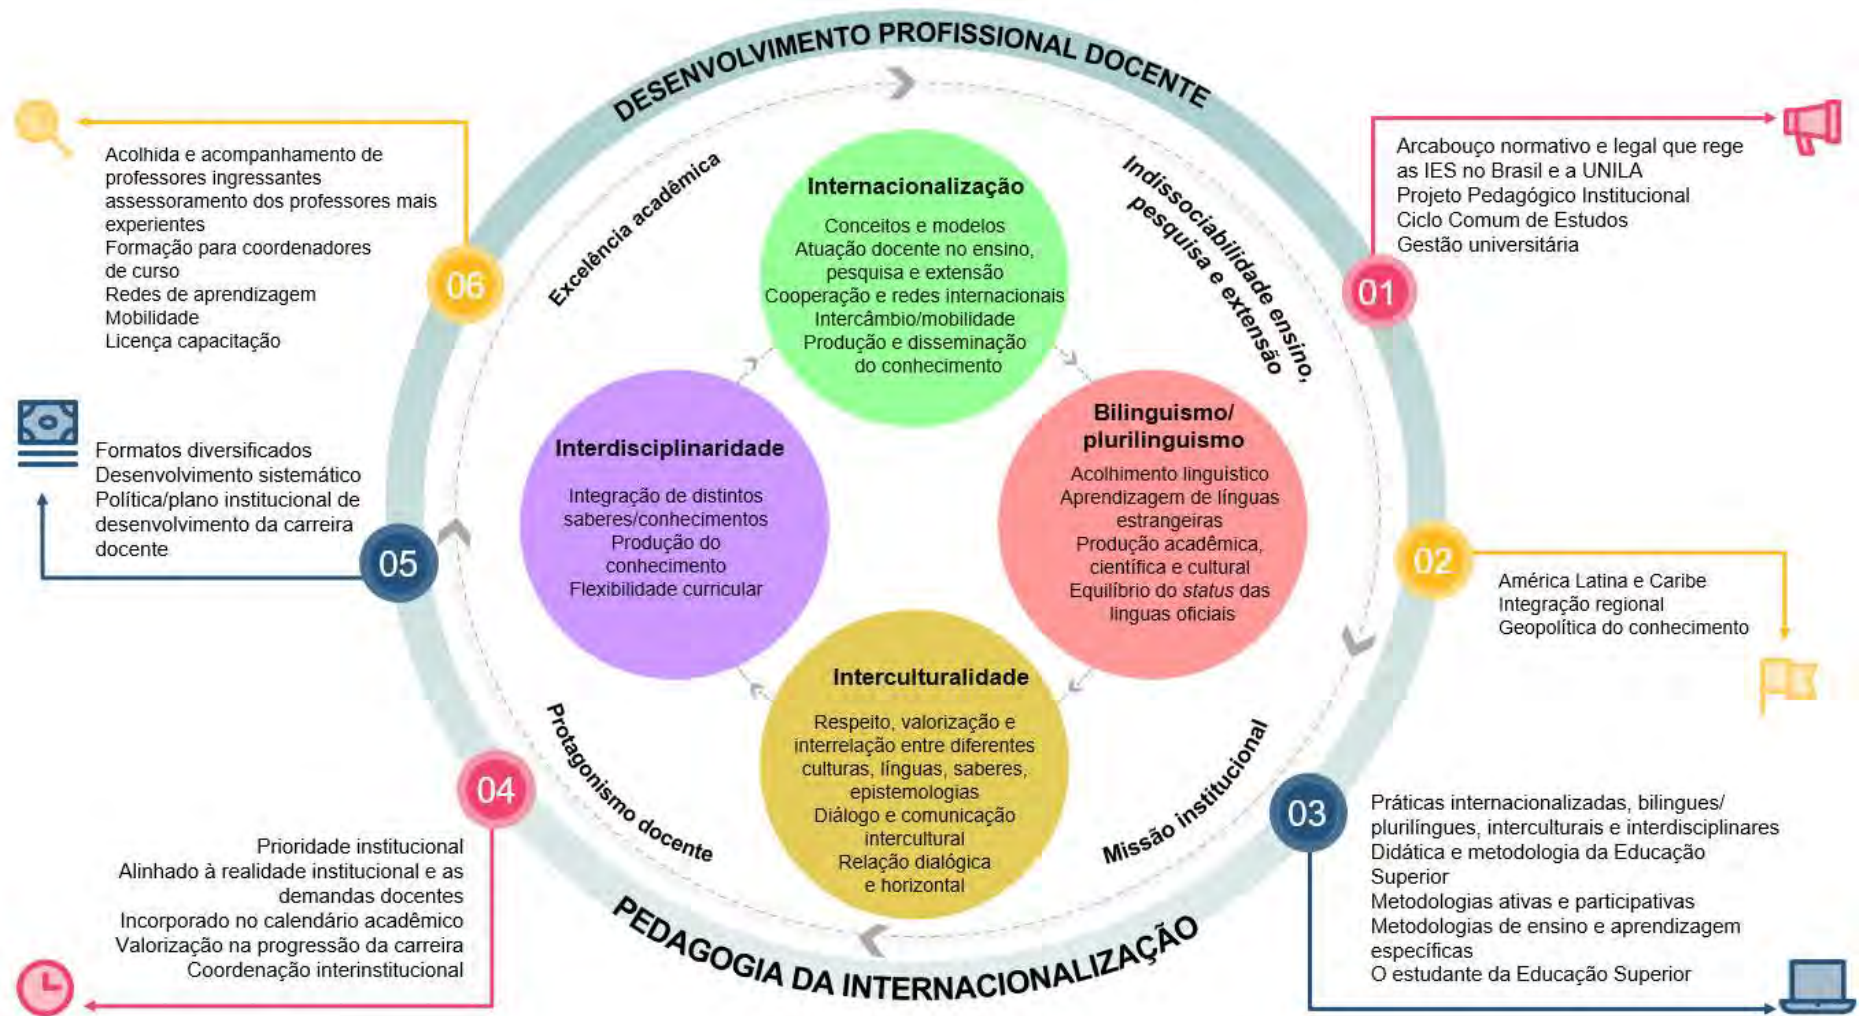 DESENVOLVIMENTO PROFISSIONAL DOCENTE
Excelência acadêmica
Indissociabilidade ensino,
pesquisa e extensão
Internacionalização
Conceitos e modelos
Atuação docente no ensino,
pesquisa e extensão
Cooperação e redes internacionais
Intercâmbio/mobilidade
Produção e disseminação
do conhecimento
Bilinguismo/
plurilinguismo
Acolhimento linguístico
Aprendizagem de línguas
estrangeiras
Produção acadêmica,
científica e cultural
Equilíbrio do status das
linguas oficiais
Interculturalidade
Respeito, valorização e
interrelação entre diferentes
culturas, línguas, saberes,
epistemologias
Diálogo e comunicação
intercultural
Relação dialógica
e horizontal
Interdisciplinaridade
Integração de distintos
saberes/conhecimentos
Produção do
conhecimento
Flexibilidade curricular
Protagonismo docente
Missão institucional
PEDAGOGIA DA INTERNACIONALIZAÇÃO
01
Arcabouço normativo e legal que rege
as IES no Brasil e a UNILA
Projeto Pedagógico Institucional
Ciclo Comum de Estudos
Gestão universitária
02
América Latina e Caribe
Integração regional
Geopolítica do conhecimento
03
Práticas internacionalizadas, bilingues/
plurilíngues, interculturais e interdisciplinares
Didática e metodologia da Educação
Superior
Metodologias ativas e participativas
Metodologias de ensino e aprendizagem
específicas
O estudante da Educação Superior
04
Prioridade institucional
Alinhado à realidade institucional e as
demandas docentes
Incorporado no calendário acadêmico
Valorização na progressão da carreira
Coordenação interinstitucional
05
Formatos diversificados
Desenvolvimento sistemático
Política/plano institucional de
desenvolvimento da carreira
docente
06
Acolhida e acompanhamento de
professores ingressantes
assessoramento dos professores mais
experientes
Formação para coordenadores
de curso
Redes de aprendizagem
Mobilidade
Licença capacitação